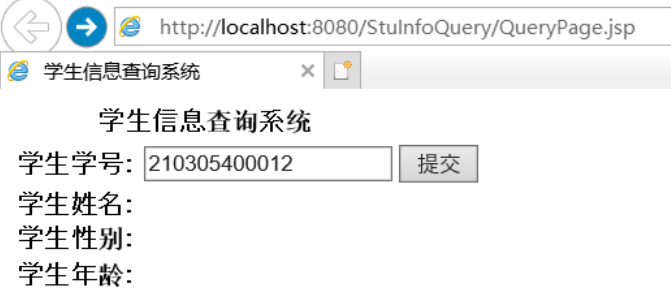 http://localhost:8080/StuInfoQuery/QueryPage.jsp
学生信息查询系统
学生信息查询系统
学生学号: 210305400012 提交
学生姓名:
学生性别:
学生年龄: